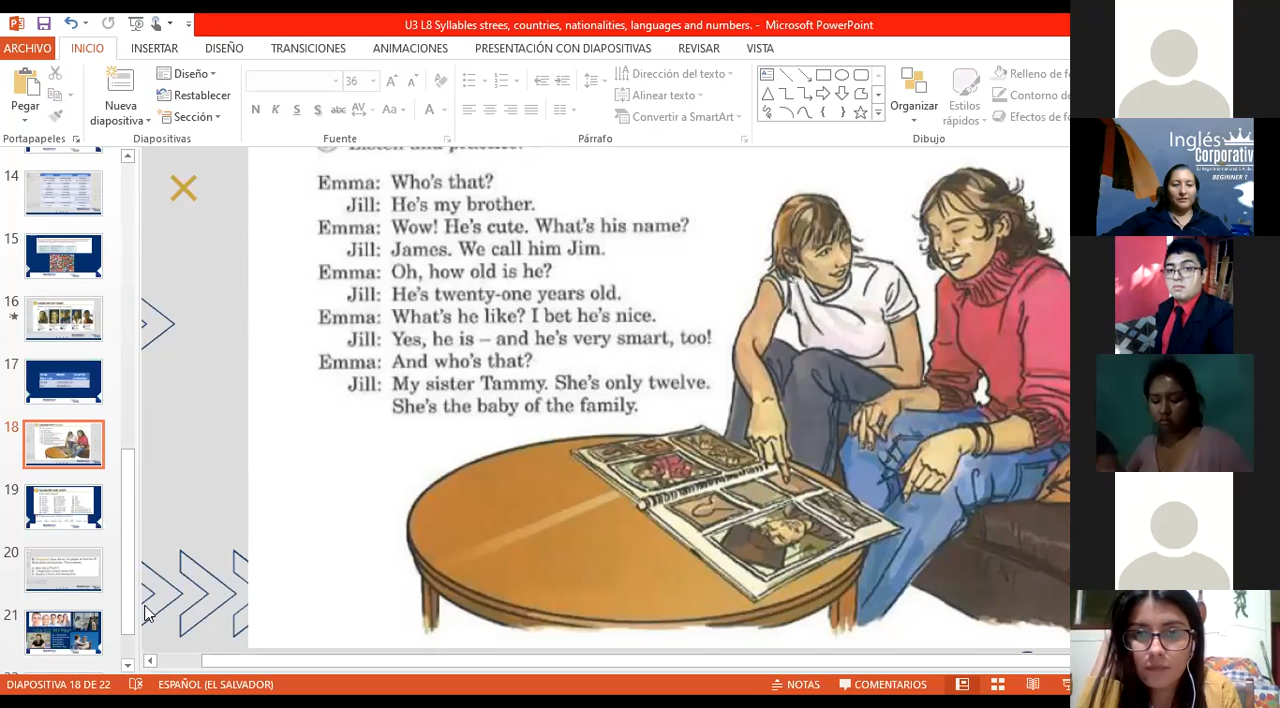 U3 L8 Syllables strees, countries, nationalities, languages and numbers. - Microsoft PowerPoint
ARCHIVO INICIO INSERTAR DISEÑO TRANSICIONES ANIMACIONES PRESENTACIÓN CON DIAPOSITIVAS REVISAR VISTA
Pegar
Nueva diapositiva
Diseño
Restablecer
Sección
36
N K S S abc AV Aa A
Dirección del texto
Alinear texto
Convertir a SmartArt
Organizar
Estilos rápidos
Relleno de f
Contorno de
Efectos de f
Portapapeles Diapositivas Fuente Párrafo Dibujo
14
15
16
17
18
19
20
21
Listen and practice.
Emma: Who's that?
Jill: He's my brother.
Emma: Wow! He's cute. What's his name?
Jill: James. We call him Jim.
Emma: Oh, how old is he?
Jill: He's twenty-one years old.
Emma: What's he like? I bet he's nice.
Jill: Yes, he is – and he's very smart, too!
Emma: And who's that?
Jill: My sister Tammy. She's only twelve.
She's the baby of the family.
DIAPOSITIVA 18 DE 22 ESPAÑOL (EL SALVADOR) NOTAS COMENTARIOS
Inglés
Corporativ
BEGINNER 1